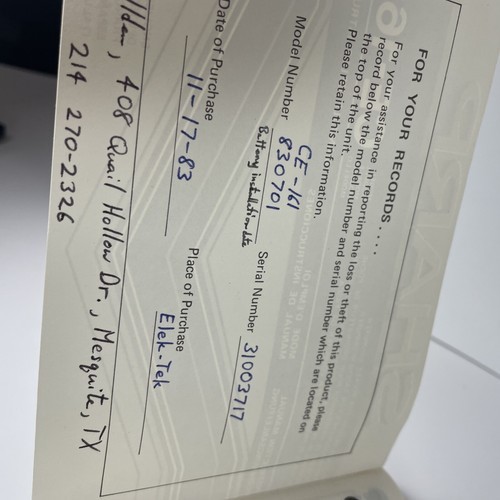 FOR YOUR RECORDS . . . .
For your assistance in reporting the loss or theft of this product, please
record below the model number and serial number which are located on
the top of the unit.
Please retain this information.
Model Number CE-161 Serial Number 31003717
830701
Battery installation date
Date of Purchase 11-17-83 Place of Purchase Elek-Tek
408 Quail Hollow Dr., Mesquite, TX
214 270-2326